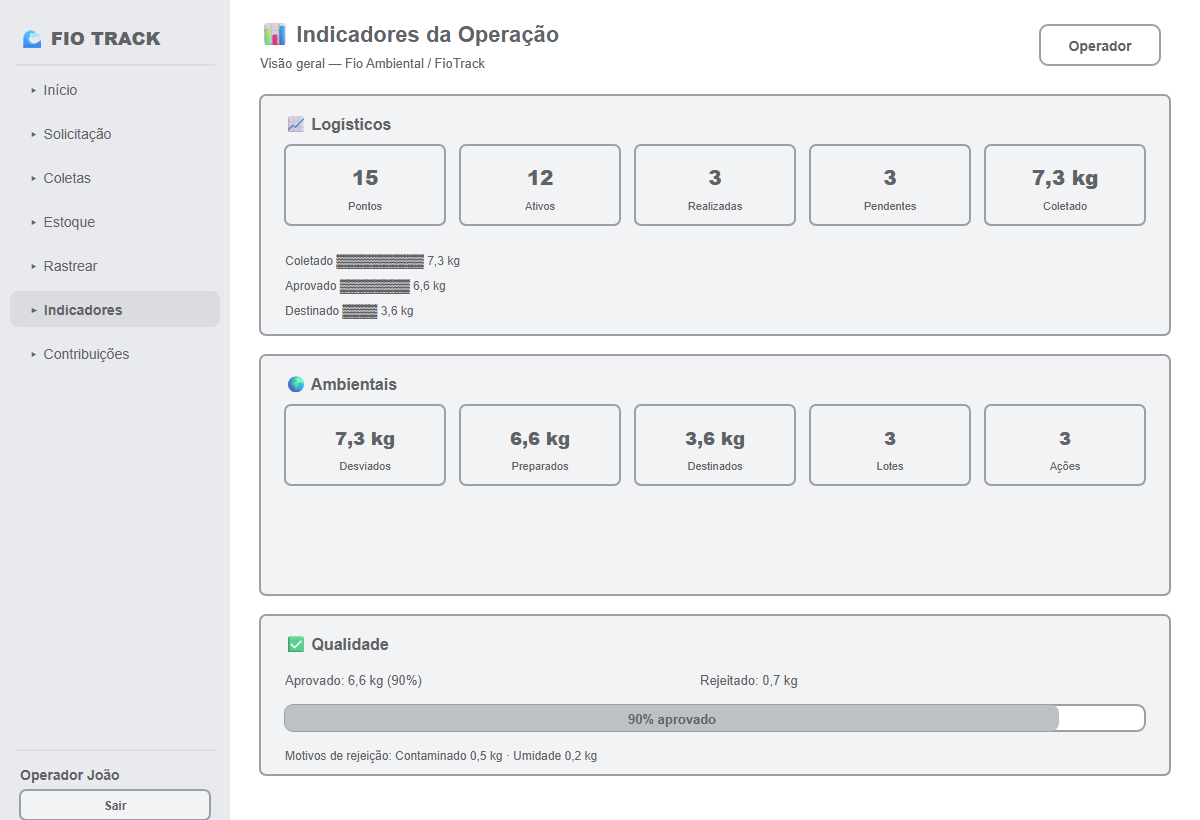 FIO TRACK
Início
Solicitação
Coletas
Estoque
Rastrear
Indicadores
Contribuições
Operador João
Sair
Indicadores da Operação
Visão geral — Fio Ambiental / FioTrack
Operador
Logísticos
15
Pontos
12
Ativos
3
Realizadas
3
Pendentes
7,3 kg
Coletado
Coletado ▒▒▒▒▒▒▒▒▒▒ 7,3 kg
Aprovado ▒▒▒▒▒▒▒▒ 6,6 kg
Destinado ▒▒▒▒ 3,6 kg
Ambientais
7,3 kg
Desviados
6,6 kg
Preparados
3,6 kg
Destinados
3
Lotes
3
Ações
Qualidade
Aprovado: 6,6 kg (90%)
Rejeitado: 0,7 kg
90% aprovado
Motivos de rejeição: Contaminado 0,5 kg · Umidade 0,2 kg